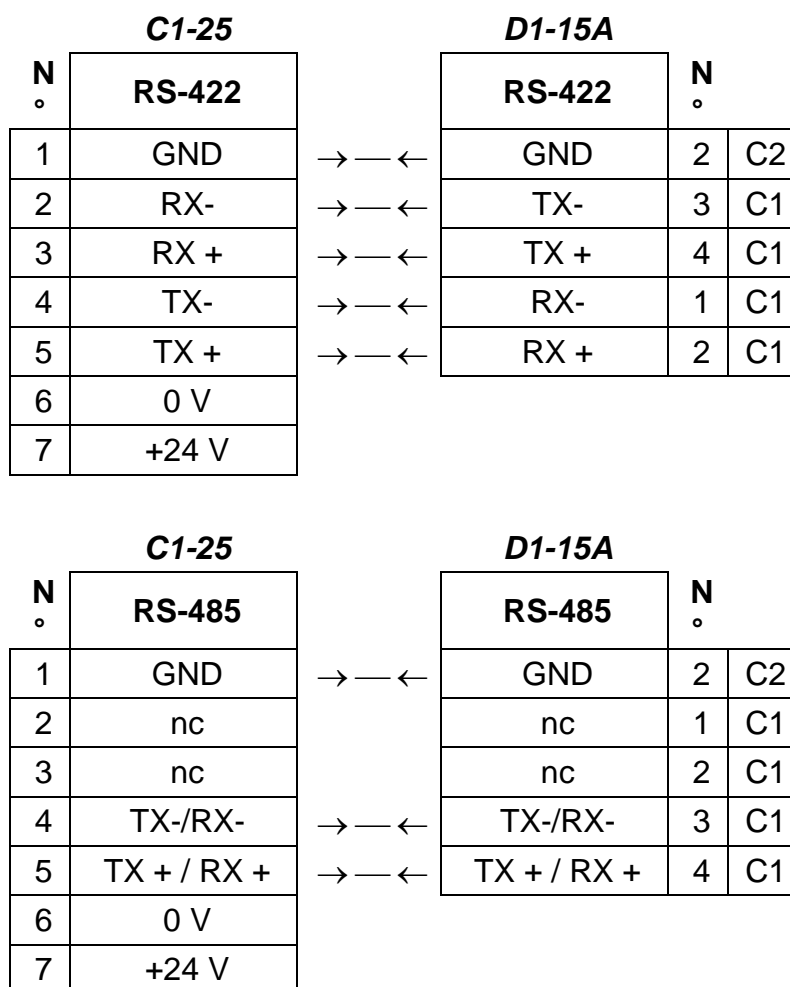 C1-25 D1-15A
N° RS-422 RS-422 N°
1 GND →—← GND 2 C2
2 RX- →—← TX- 3 C1
3 RX + →—← TX + 4 C1
4 TX- →—← RX- 1 C1
5 TX + →—← RX + 2 C1
6 0 V
7 +24 V
C1-25 D1-15A
N° RS-485 RS-485 N°
1 GND →—← GND 2 C2
2 nc nc 1 C1
3 nc nc 2 C1
4 TX-/RX- →—← TX-/RX- 3 C1
5 TX + / RX + →—← TX + / RX + 4 C1
6 0 V
7 +24 V